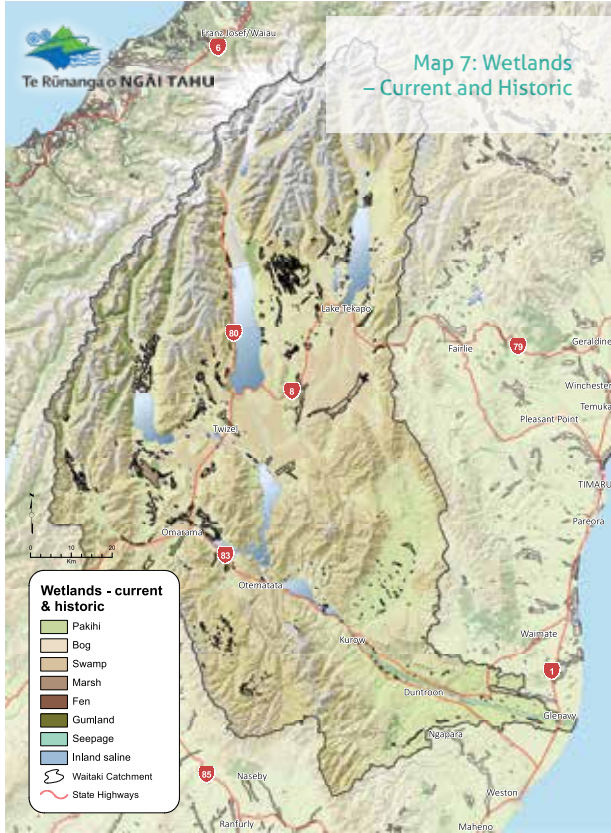 Franz Josef/Waiau
6
Te Rūnanga o NGĀI TAHU
Map 7: Wetlands
– Current and Historic
Lake Tekapo
80
79
Fairlie
Geraldine
8
Winchester
Temuka
Pleasant Point
Twizel
TIMARU
Pareora
Omarama
0 10 20
Km
83
Otematata
Wetlands - current
& historic
Pakihi
Bog
Swamp
Marsh
Fen
Gumland
Seepage
Inland saline
Waitaki Catchment
State Highways
Kurow
Waimate
1
Duntroon
Glenavy
Ngapara
85
Naseby
Weston
Ranfurly
Maheno